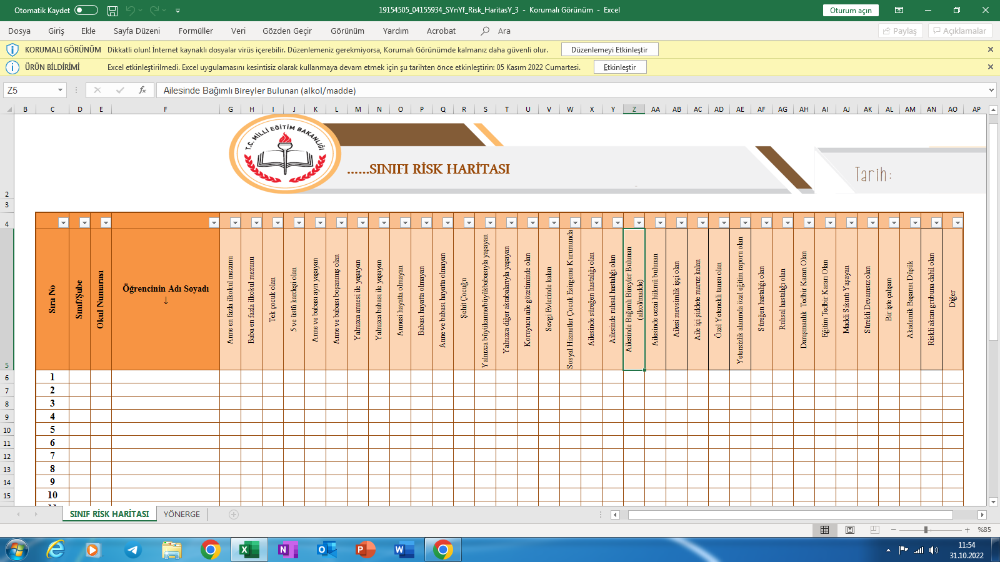 Otomatik Kaydet
19154505_04155934_SYnYf_Risk_HaritasY_3 - Korumalı Görünüm - Excel
Oturum açın
Dosya Giriş Ekle Sayfa Düzeni Formüller Veri Gözden Geçir Görünüm Yardım Acrobat Ara
Paylaş Açıklamalar
KORUMALI GÖRÜNÜM Dikkatli olun! İnternet kaynaklı dosyalar virüs içerebilir. Düzenlemeniz gerekmiyorsa, Korumalı Görünümde kalmanız daha güvenli olur. Düzenlemeyi Etkinleştir
ÜRÜN BİLDİRİMİ Excel etkinleştirilmedi. Excel uygulamasını kesintisiz olarak kullanmaya devam etmek için şu tarihten önce etkinleştirin: 05 Kasım 2022 Cumartesi. Etkinleştir
Z5 fx Ailesinde Bağımlı Bireyler Bulunan (alkol/madde)
B C D E F G H I J K L M N O P Q R S T U V W X Y Z AA AB AC AD AE AF AG AH AI AJ AK AL AM AN AO AP
T.C. MİLLİ EĞİTİM BAKANLIĞI
......SINIFI RİSK HARİTASI
Tarih:
2
3
4
5
Sıra No
Sınıf/Şube
Okul Numarası
Öğrencinin Adı Soyadı
↓
Anne en fazla ilkokul mezunu
Baba en fazla ilkokul mezunu
Tek çocuk olan
5 ve üstü kardeşi olan
Anne ve babası ayrı yaşayan
Anne ve babası boşanmış olan
Yalnızca annesi ile yaşayan
Yalnızca babası ile yaşayan
Annesi hayatta olmayan
Babası hayatta olmayan
Anne ve babası hayatta olmayan
Şehit Çocuğu
Yalnızca büyükanne/büyükbabasıyla yaşayan
Yalnızca diğer akrabalarıyla yaşayan
Koruyucu aile gözetiminde olan
Sevgi Evlerinde kalan
Sosyal Hizmetler Çocuk Esirgeme Kurumunda
Ailesinde süreğen hastalığı olan
Ailesinde ruhsal hastalığı olan
Ailesinde Bağımlı Bireyler Bulunan
(alkol/madde)
Ailesinde cezai hükmü bulunan
Ailesi mevsimlik işçi olan
Aile içi şiddete maruz kalan
Özel Yetenekli tanısı olan
Yetersizlik alanında özel eğitim raporu olan
Süreğen hastalığı olan
Ruhsal hastalığı olan
Danışmanlık Tedbir Kararı Olan
Eğitim Tedbir Kararı Olan
Maddi Sıkıntı Yaşayan
Sürekli Devamsız olan
Bir işte çalışan
Akademik Başarısı Düşük
Riskli akran grubuna dahil olan
Diğer
6 1
7 2
8 3
9 4
10 5
11 6
12 7
13 8
14 9
15 10
SINIF RİSK HARİTASI YÖNERGE
%85
11:54
31.10.2022